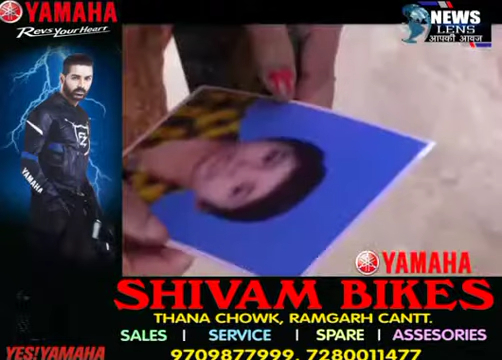 YAMAHA
Revs Your Heart
NEWS
LENS
आपकी आवाज
YAMAHA
YAMAHA
SHIVAM BIKES
THANA CHOWK, RAMGARH CANTT.
SALES | SERVICE | SPARE | ASSESORIES
YES! YAMAHA
9709877999, 7280011477